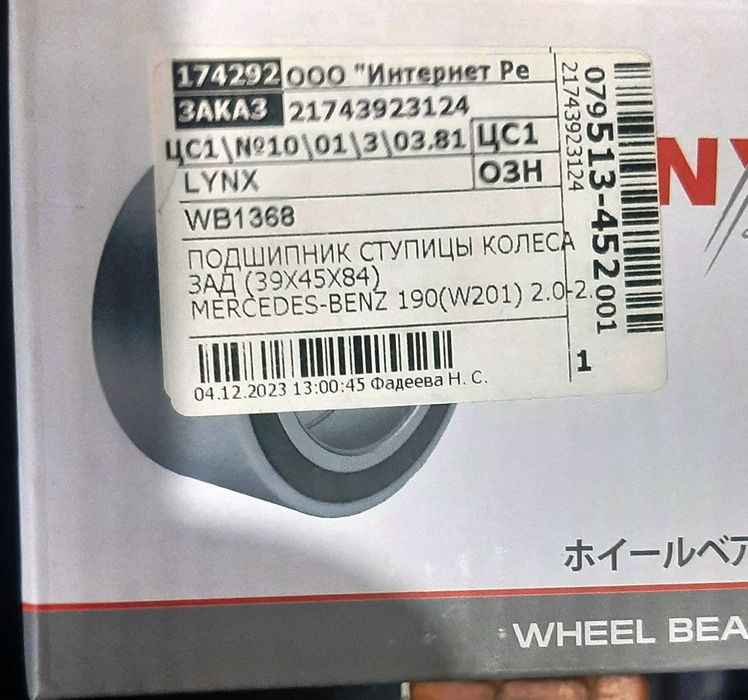 174292 ООО "Интернет Ре
ЗАКАЗ 21743923124
ЦС1\№10\01\3\03.81 ЦС1
LYNX ОЗН
WB1368
ПОДШИПНИК СТУПИЦЫ КОЛЕСА
ЗАД (39X45X84)
MERCEDES-BENZ 190(W201) 2.0-2.
04.12.2023 13:00:45 Фадеева Н. С.
1
21743923124
079513-452001
NX
ホイールベア
WHEEL BEA